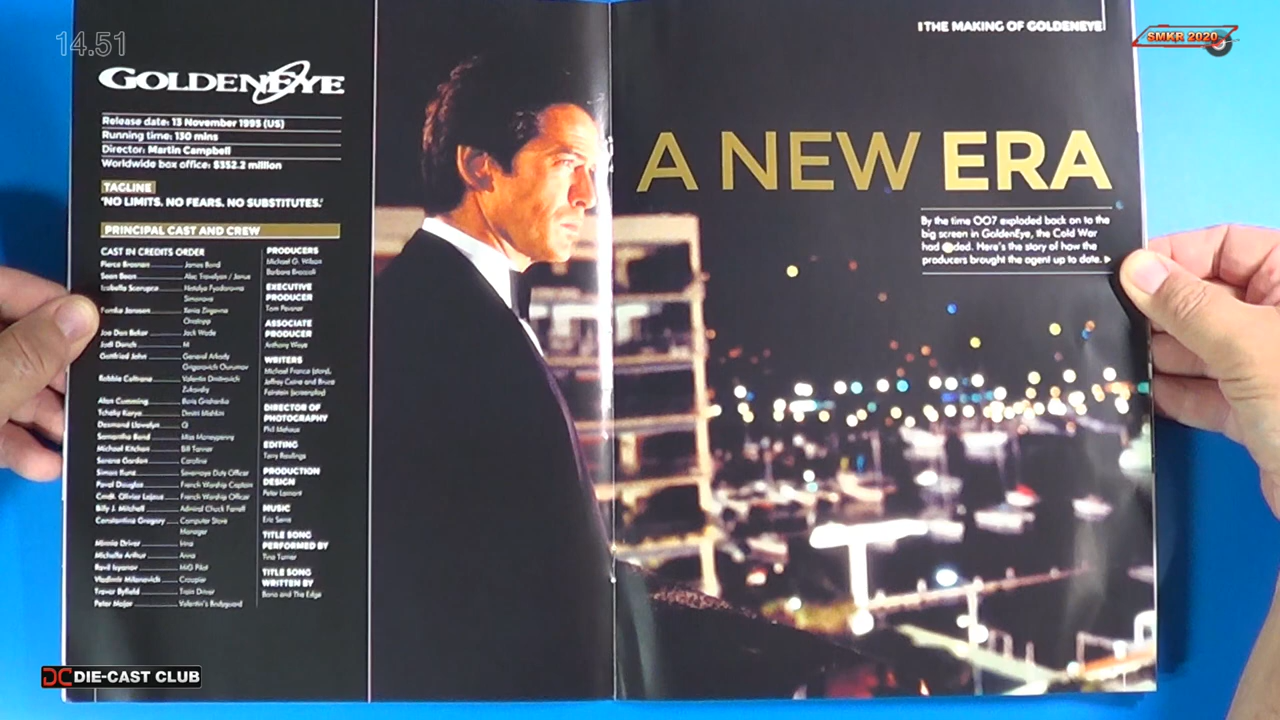 14.51
THE MAKING OF GOLDENEYE
SMKR 2020
GOLDENEYE
Release date: 13 November 1995 (US)
Running time: 130 mins
Director: Martin Campbell
Worldwide box office: $352.2 million
TAGLINE
'NO LIMITS. NO FEARS. NO SUBSTITUTES.'
PRINCIPAL CAST AND CREW
CAST IN CREDITS ORDER
Pierce Brosnan James Bond
Sean Bean Alec Trevelyan / Janus
Izabella Scorupco Natalya Fyodorovna
Simonova
Famke Janssen Xenia Zirgavna
Onatopp
Joe Don Baker Jack Wade
Judi Dench M
Gottfried John General Arkady
Grigorovich Ourumov
Robbie Coltrane Valentin Dmitrovich
Zukovsky
Alan Cumming Boris Grishenko
Tchéky Karyo Dmitri Mishkin
Desmond Llewelyn Q
Samantha Bond Miss Moneypenny
Michael Kitchen Bill Tanner
Serena Gordon Caroline
Simon Kunz Severnaya Duty Officer
Pavel Douglas French Warship Captain
Cmdt. Olivier Lajous French Warship Officer
Billy J. Mitchell Admiral Chuck Farrell
Constantine Gregory Computer Store
Manager
Minnie Driver Irina
Michelle Arthur Anna
Ravil Isyanov MiG Pilot
Vladimir Milanovich Croupier
Trevor Byfield Train Driver
Peter Majer Valentin's Bodyguard
PRODUCERS
Michael G. Wilson
Barbara Broccoli
EXECUTIVE
PRODUCER
Tom Pevsner
ASSOCIATE
PRODUCER
Anthony Waye
WRITERS
Michael France (story),
Jeffrey Caine and Bruce
Feirstein (screenplay)
DIRECTOR OF
PHOTOGRAPHY
Phil Meheux
EDITING
Terry Rawlings
PRODUCTION
DESIGN
Peter Lamont
MUSIC
Eric Serra
TITLE SONG
PERFORMED BY
Tina Turner
TITLE SONG
WRITTEN BY
Bono and The Edge
A NEW ERA
By the time 007 exploded back on to the
big screen in GoldenEye, the Cold War
had ended. Here's the story of how the
producers brought the agent up to date.
DC DIE-CAST CLUB